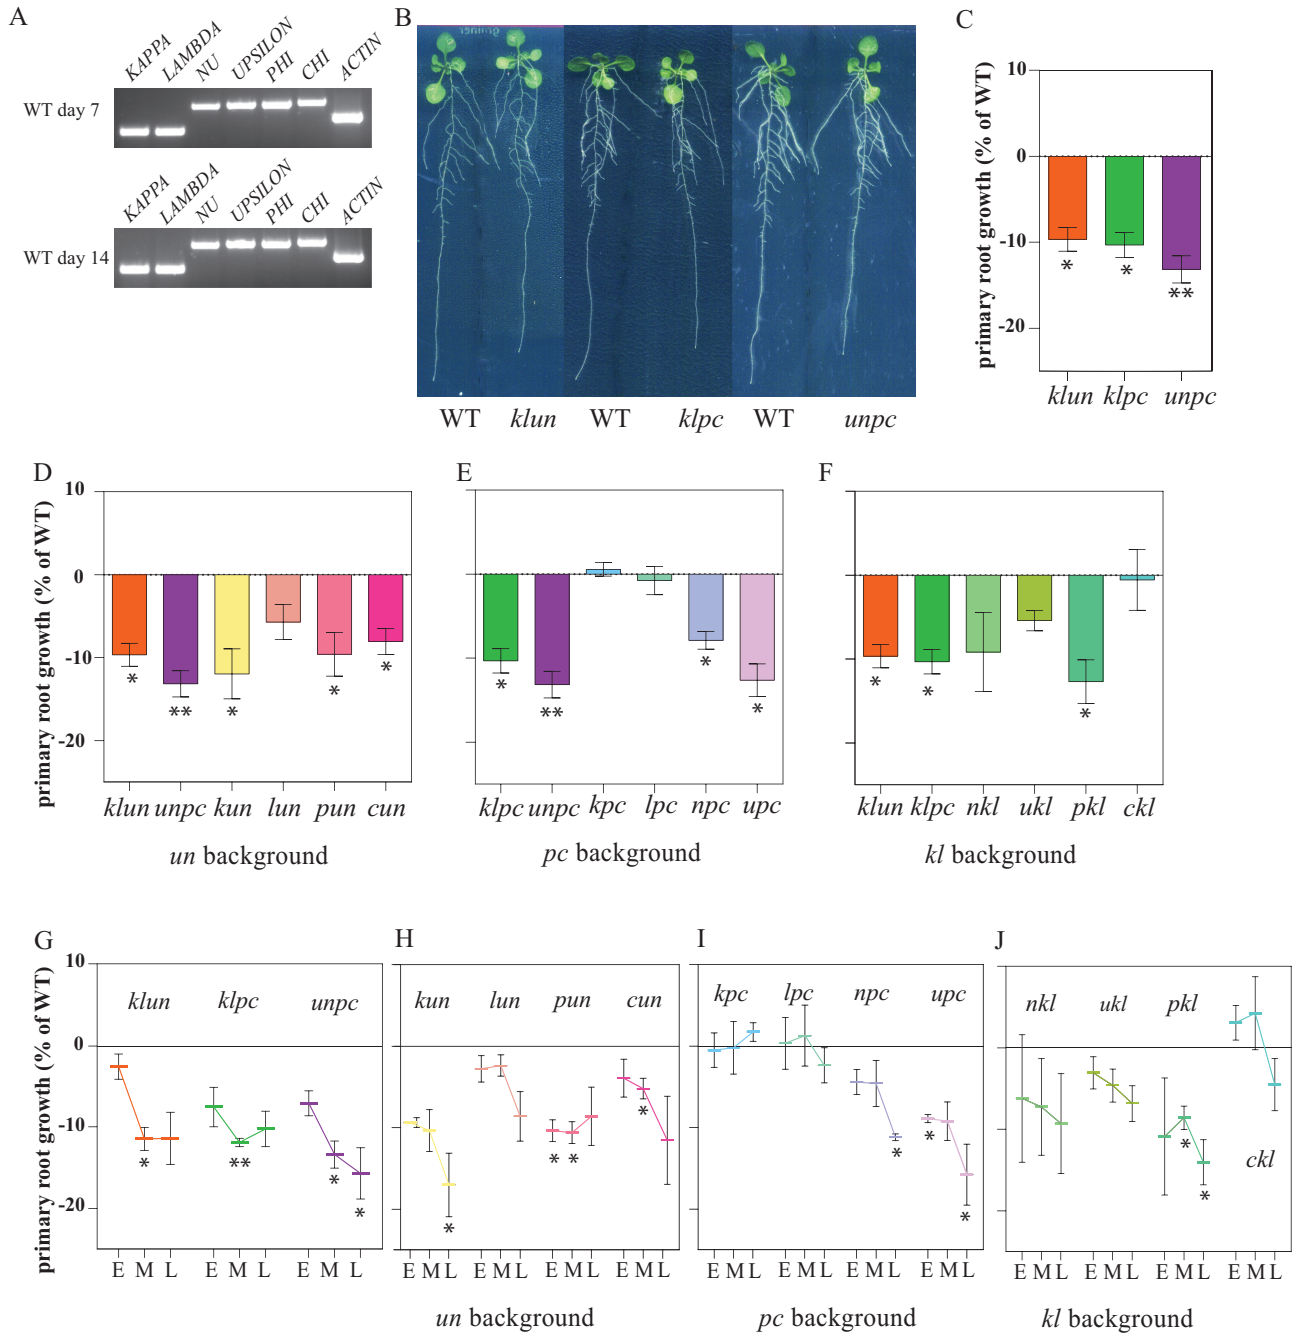 A
KAPPA LAMBDA NU UPSILON PHI CHI ACTIN
WT day 7
KAPPA LAMBDA NU UPSILON PHI CHI ACTIN
WT day 14
B
WT klun WT klpc WT unpc
C
primary root growth (% of WT)
10
0
-10
-20
* * **
klun klpc unpc
D
primary root growth (% of WT)
10
0
-10
-20
* ** * * *
klun unpc kun lun pun cun
un background
E
* ** * *
klpc unpc kpc lpc npc upc
pc background
F
* * *
klun klpc nkl ukl pkl ckl
kl background
G
primary root growth (% of WT)
10
0
-10
-20
klun klpc unpc
* ** * *
E M L E M L E M L
H
kun lun pun cun
* * * *
E M L E M L E M L E M L
un background
I
kpc lpc npc upc
* * *
E M L E M L E M L E M L
pc background
J
nkl ukl pkl
ckl
* *
E M L E M L E M L E M L
kl background